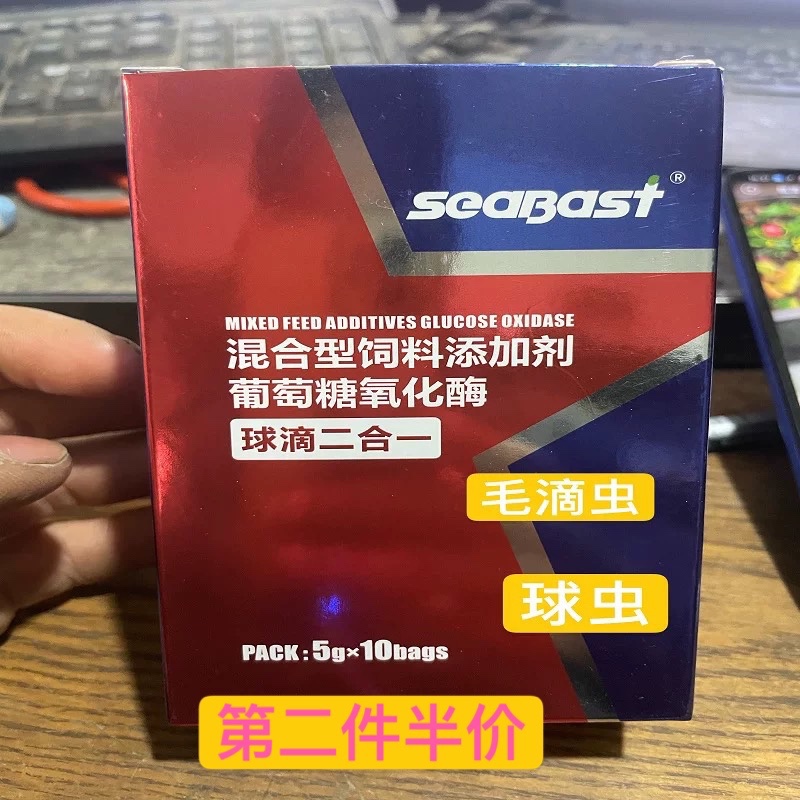 seaBast®
MIXED FEED ADDITIVES GLUCOSE OXIDASE
混合型饲料添加剂
葡萄糖氧化酶
球滴二合一
毛滴虫
球虫
PACK : 5g×10bags
第二件半价